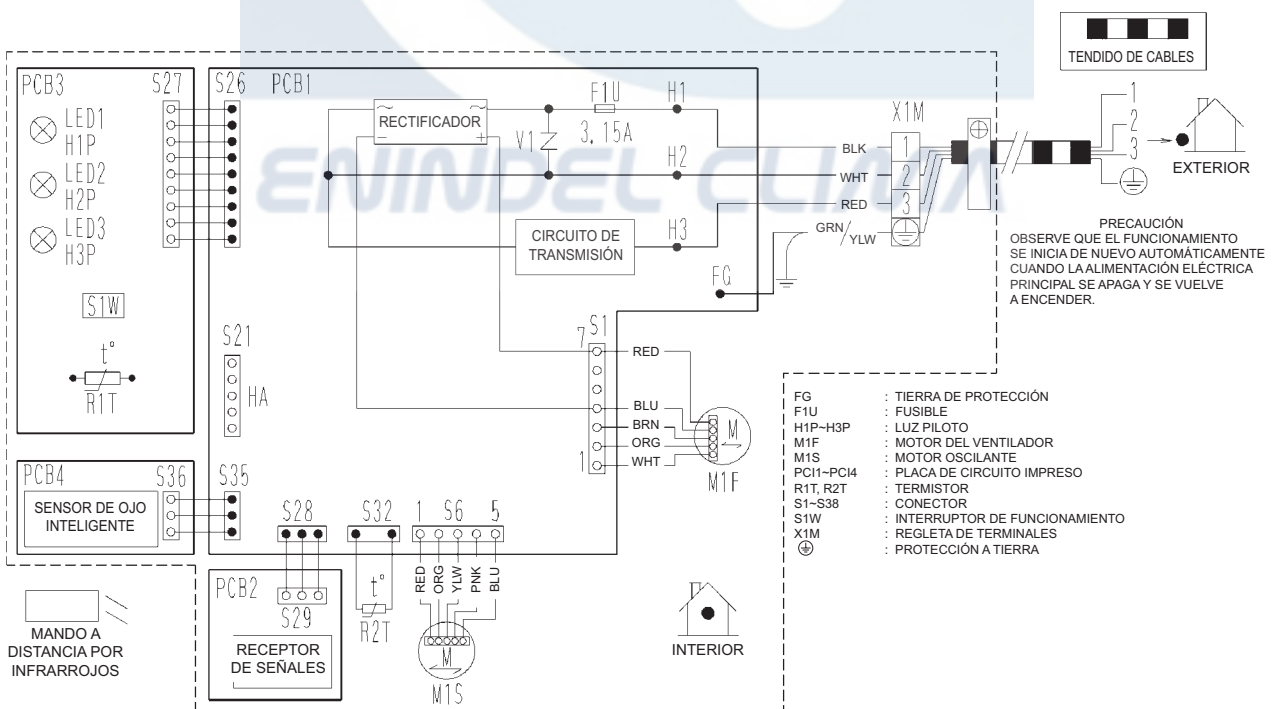 PCB3
S27
S26
PCB1
LED1
H1P
LED2
H2P
LED3
H3P
S1W
t°
R1T
S21
HA
RECTIFICADOR
~
~
−
+
V1
F1U
3, 15A
H1
H2
H3
CIRCUITO DE
TRANSMISIÓN
FG
BLK
WHT
RED
GRN/YLW
X1M
1
2
3
TENDIDO DE CABLES
1
2
3
EXTERIOR
PRECAUCIÓN
OBSERVE QUE EL FUNCIONAMIENTO
SE INICIA DE NUEVO AUTOMÁTICAMENTE
CUANDO LA ALIMENTACIÓN ELÉCTRICA
PRINCIPAL SE APAGA Y SE VUELVE
A ENCENDER.
ENINDEL CLIMA
S1
7
1
RED
BLU
BRN
ORG
WHT
M
M1F
PCB4
S36
S35
SENSOR DE OJO
INTELIGENTE
S28
S32
1 S6 5
PCB2
S29
RECEPTOR
DE SEÑALES
t°
R2T
RED
ORG
YLW
PNK
BLU
M
M1S
MANDO A
DISTANCIA POR
INFRARROJOS
INTERIOR
FG : TIERRA DE PROTECCIÓN
F1U : FUSIBLE
H1P~H3P : LUZ PILOTO
M1F : MOTOR DEL VENTILADOR
M1S : MOTOR OSCILANTE
PCI1~PCI4 : PLACA DE CIRCUITO IMPRESO
R1T, R2T : TERMISTOR
S1~S38 : CONECTOR
S1W : INTERRUPTOR DE FUNCIONAMIENTO
X1M : REGLETA DE TERMINALES
: PROTECCIÓN A TIERRA